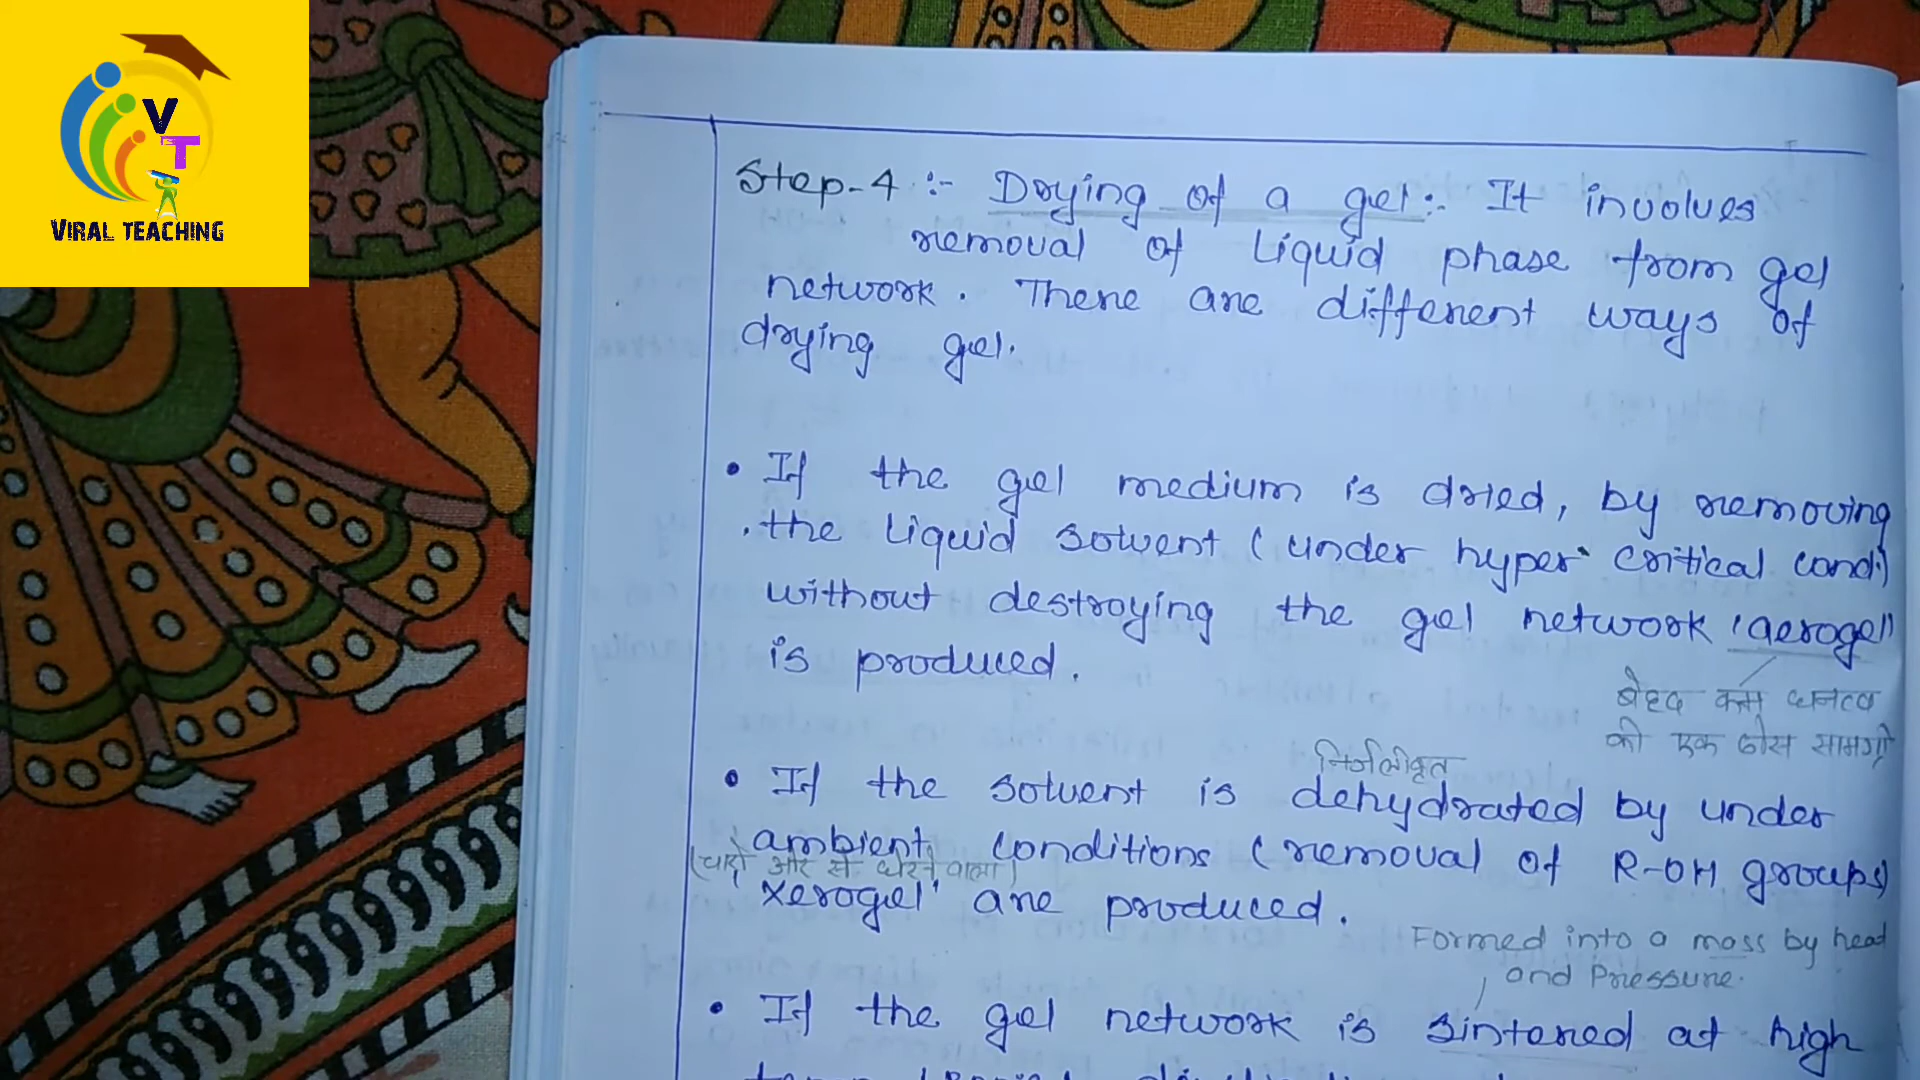 V
T
VIRAL TEACHING
Step-4 :- Drying of a gel:- It involves
removal of liquid phase from gel
network. There are different ways of
drying gel.
• If the gel medium is dried, by removing
the liquid solvent (under hyper critical cond.)
without destroying the gel network 'aerogel'
is produced.
बेहद कम घनत्व
की एक ठोस सामग्री
निर्जलीकृत
• If the solvent is dehydrated by under
ambient conditions (removal of R-OH groups)
(चारो ओर से घेरने वाला)
'xerogel' are produced.
Formed into a mass by heat
and Pressure.
• If the gel network is sintered at high